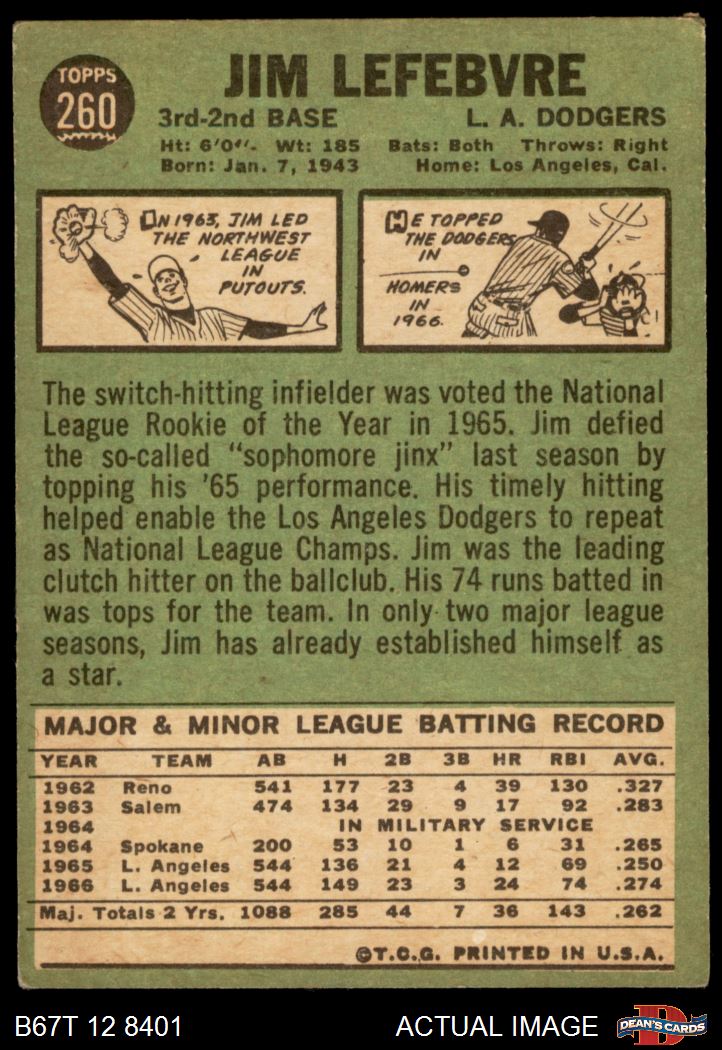 TOPPS
260
JIM LEFEBVRE
3rd-2nd BASE L. A. DODGERS
Ht: 6'0" Wt: 185 Bats: Both Throws: Right
Born: Jan. 7, 1943 Home: Los Angeles, Cal.
IN 1963, JIM LED
THE NORTHWEST
LEAGUE
IN
PUTOUTS.
HE TOPPED
THE DODGERS
IN
HOMERS
IN
1966.
The switch-hitting infielder was voted the National
League Rookie of the Year in 1965. Jim defied
the so-called "sophomore jinx" last season by
topping his '65 performance. His timely hitting
helped enable the Los Angeles Dodgers to repeat
as National League Champs. Jim was the leading
clutch hitter on the ballclub. His 74 runs batted in
was tops for the team. In only two major league
seasons, Jim has already established himself as
a star.
MAJOR & MINOR LEAGUE BATTING RECORD
YEAR TEAM AB H 2B 3B HR RBI AVG.
1962 Reno 541 177 23 4 39 130 .327
1963 Salem 474 134 29 9 17 92 .283
1964 IN MILITARY SERVICE
1964 Spokane 200 53 10 1 6 31 .265
1965 L. Angeles 544 136 21 4 12 69 .250
1966 L. Angeles 544 149 23 3 24 74 .274
Maj. Totals 2 Yrs. 1088 285 44 7 36 143 .262
©T.C.G. PRINTED IN U.S.A.
B67T 12 8401 ACTUAL IMAGE D DEAN'S CARDS